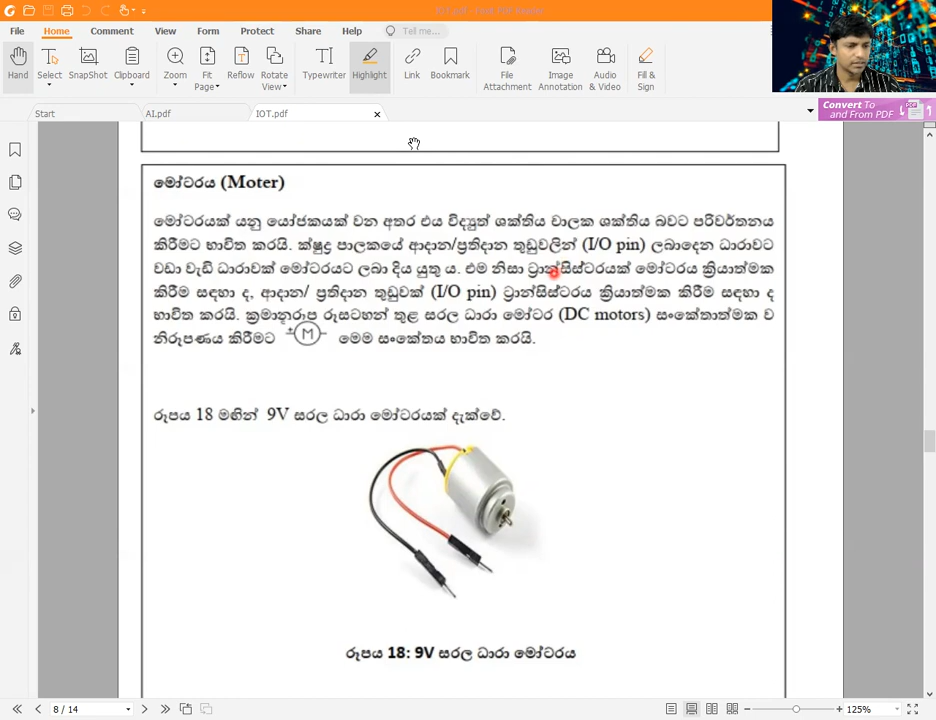 IOT.pdf - Foxit PDF Reader
File Home Comment View Form Protect Share Help Tell me...
Hand Select SnapShot Clipboard Zoom Fit Page Reflow Rotate View Typewriter Highlight Link Bookmark File Attachment Image Annotation Audio & Video Fill & Sign
Start AI.pdf IOT.pdf
Convert To and From PDF
මෝටරය (Moter)
මෝටරයක් යනු යෝජකයක් වන අතර එය විද්‍යුත් ශක්තිය චාලක ශක්තිය බවට පරිවර්තනය
කිරීමට භාවිත කරයි. ක්ෂුද්‍ර පාලකයේ ආදාන/ප්‍රතිදාන තුඩුවලින් (I/O pin) ලබාදෙන ධාරාවට
වඩා වැඩි ධාරාවක් මෝටරයට ලබා දිය යුතු ය. එම නිසා ට්‍රාන්සිස්ටරයක් මෝටරය ක්‍රියාත්මක
කිරීම සඳහා ද, ආදාන/ ප්‍රතිදාන තුඩුවක් (I/O pin) ට්‍රාන්සිස්ටරය ක්‍රියාත්මක කිරීම සඳහා ද
භාවිත කරයි. ක්‍රමානුරූප රූසටහන් තුළ සරල ධාරා මෝටර (DC motors) සංකේතාත්මක ව
නිරූපණය කිරීමට + M - මෙම සංකේතය භාවිත කරයි.
රූපය 18 මඟින් 9V සරල ධාරා මෝටරයක් දැක්වේ.
රූපය 18: 9V සරල ධාරා මෝටරය
8 / 14 125%